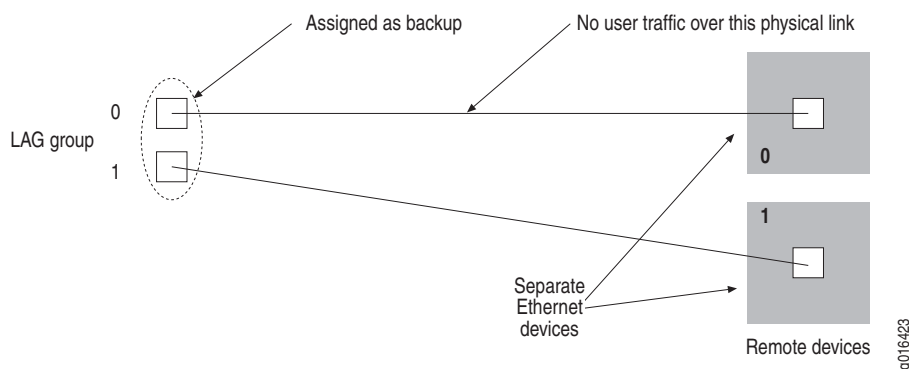 Assigned as backup
No user traffic over this physical link
0
LAG group
1
0
1
Separate
Ethernet
devices
Remote devices
g016423